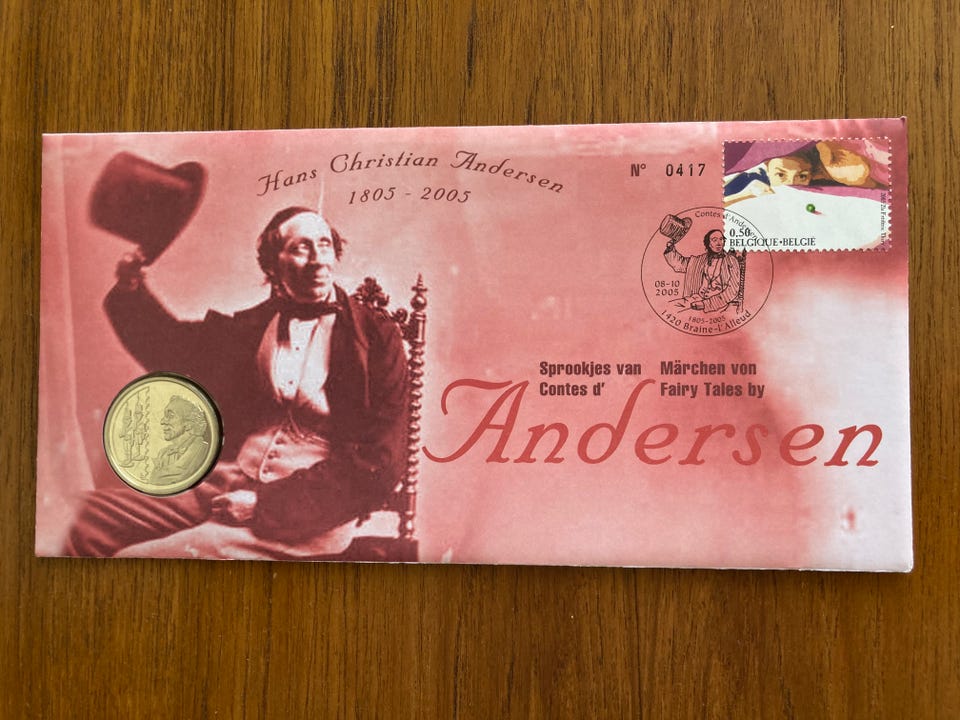 Hans Christian Andersen
1805 - 2005
N° 0417
0.50
BELGIQUE•BELGIË
Contes d'Andersen
08-10
2005
1805-2005
1420 Braine-l'Alleud
Sprookjes van
Contes d'
Märchen von
Fairy Tales by
Andersen